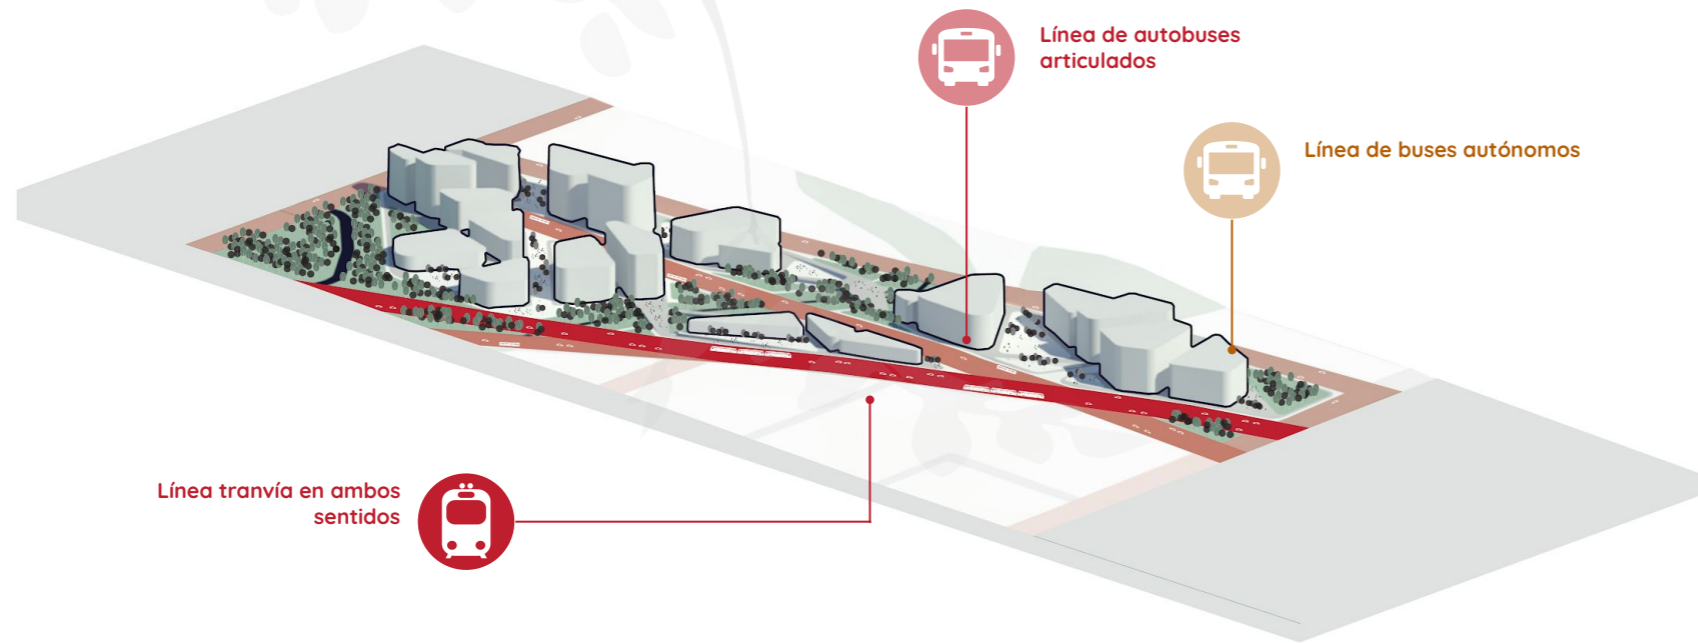 Línea de autobuses
articulados
Línea de buses autónomos
Línea tranvía en ambos
sentidos